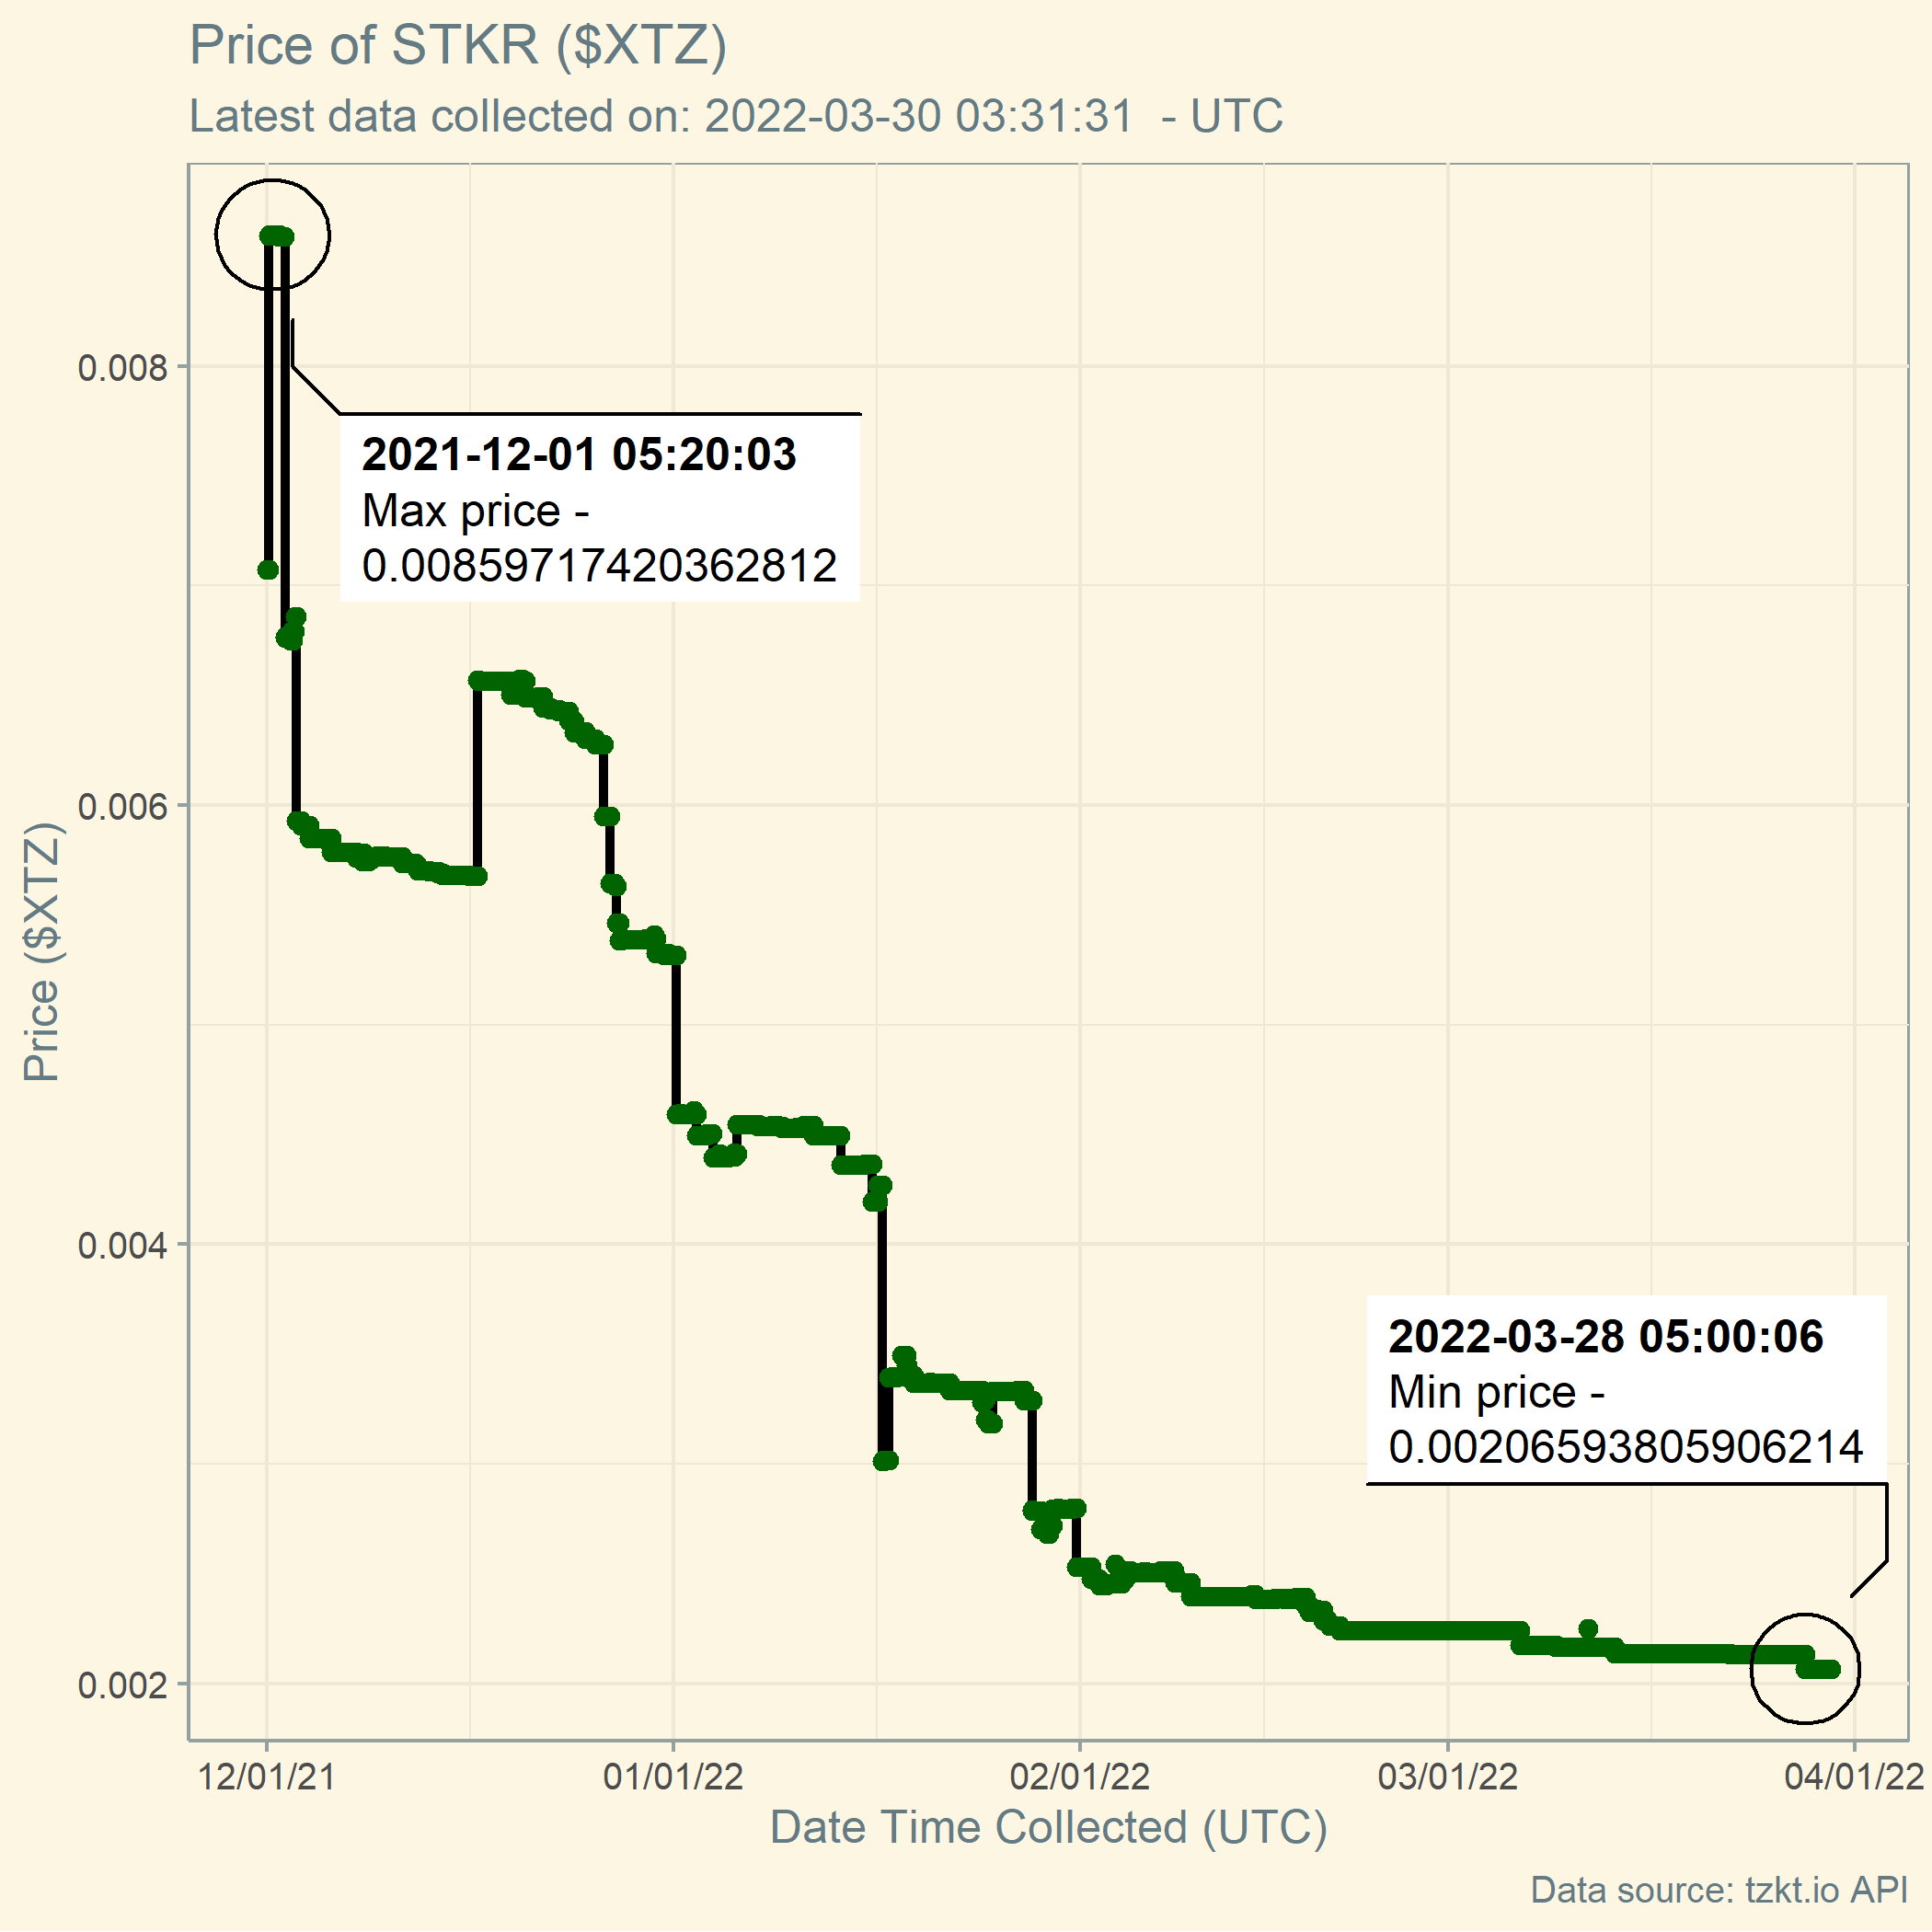 Price of STKR ($XTZ)
Latest data collected on: 2022-03-30 03:31:31  - UTC
2021-12-01 05:20:03
Max price -
0.00859717420362812
2022-03-28 05:00:06
Min price -
0.00206593805906214
Price ($XTZ)
0.008
0.006
0.004
0.002
12/01/21
01/01/22
02/01/22
03/01/22
04/01/22
Date Time Collected (UTC)
Data source: tzkt.io API